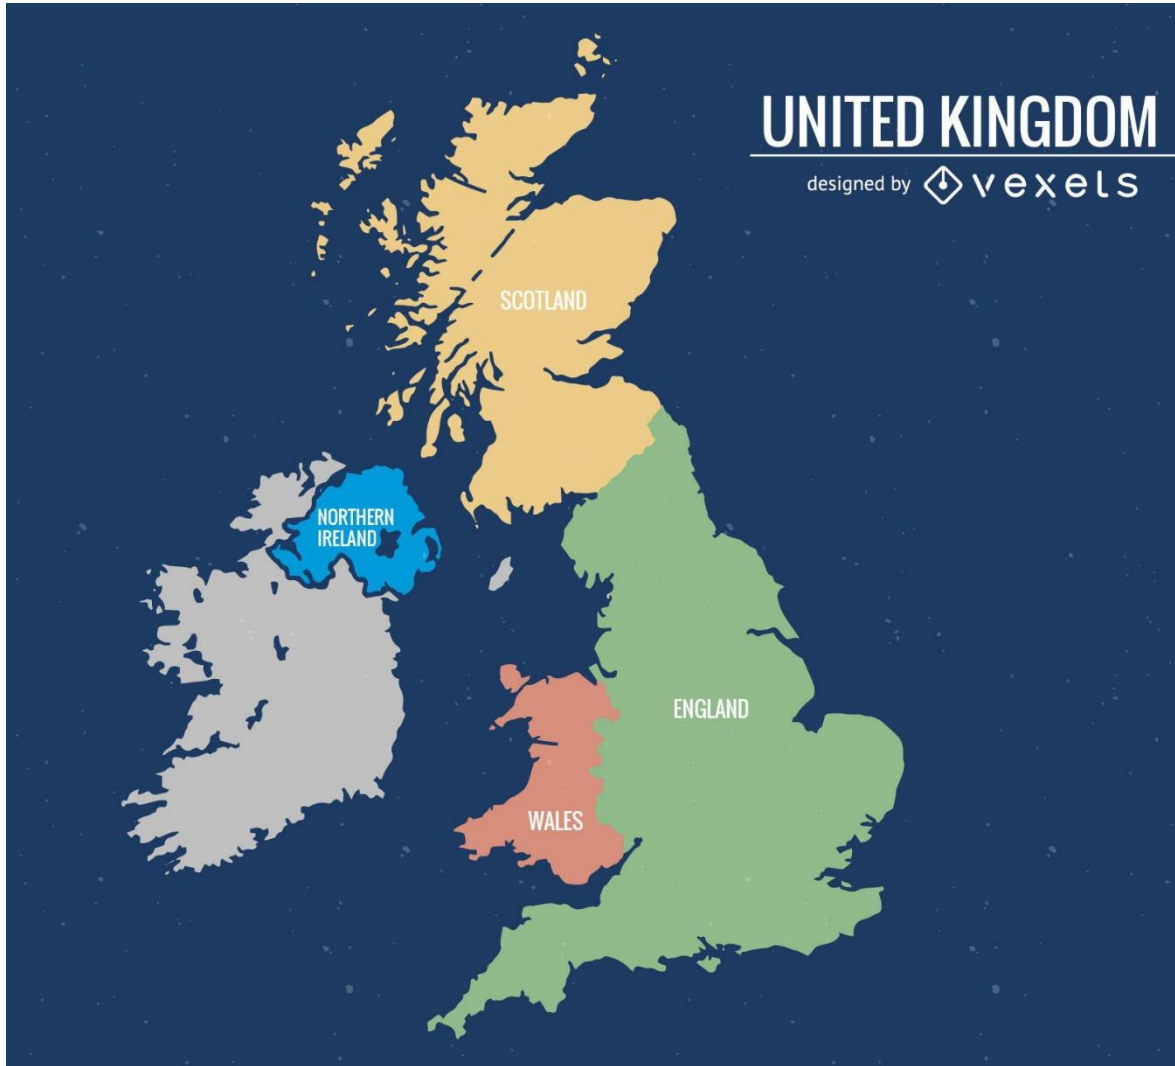 UNITED KINGDOM
designed by vexels
SCOTLAND
NORTHERN
IRELAND
ENGLAND
WALES